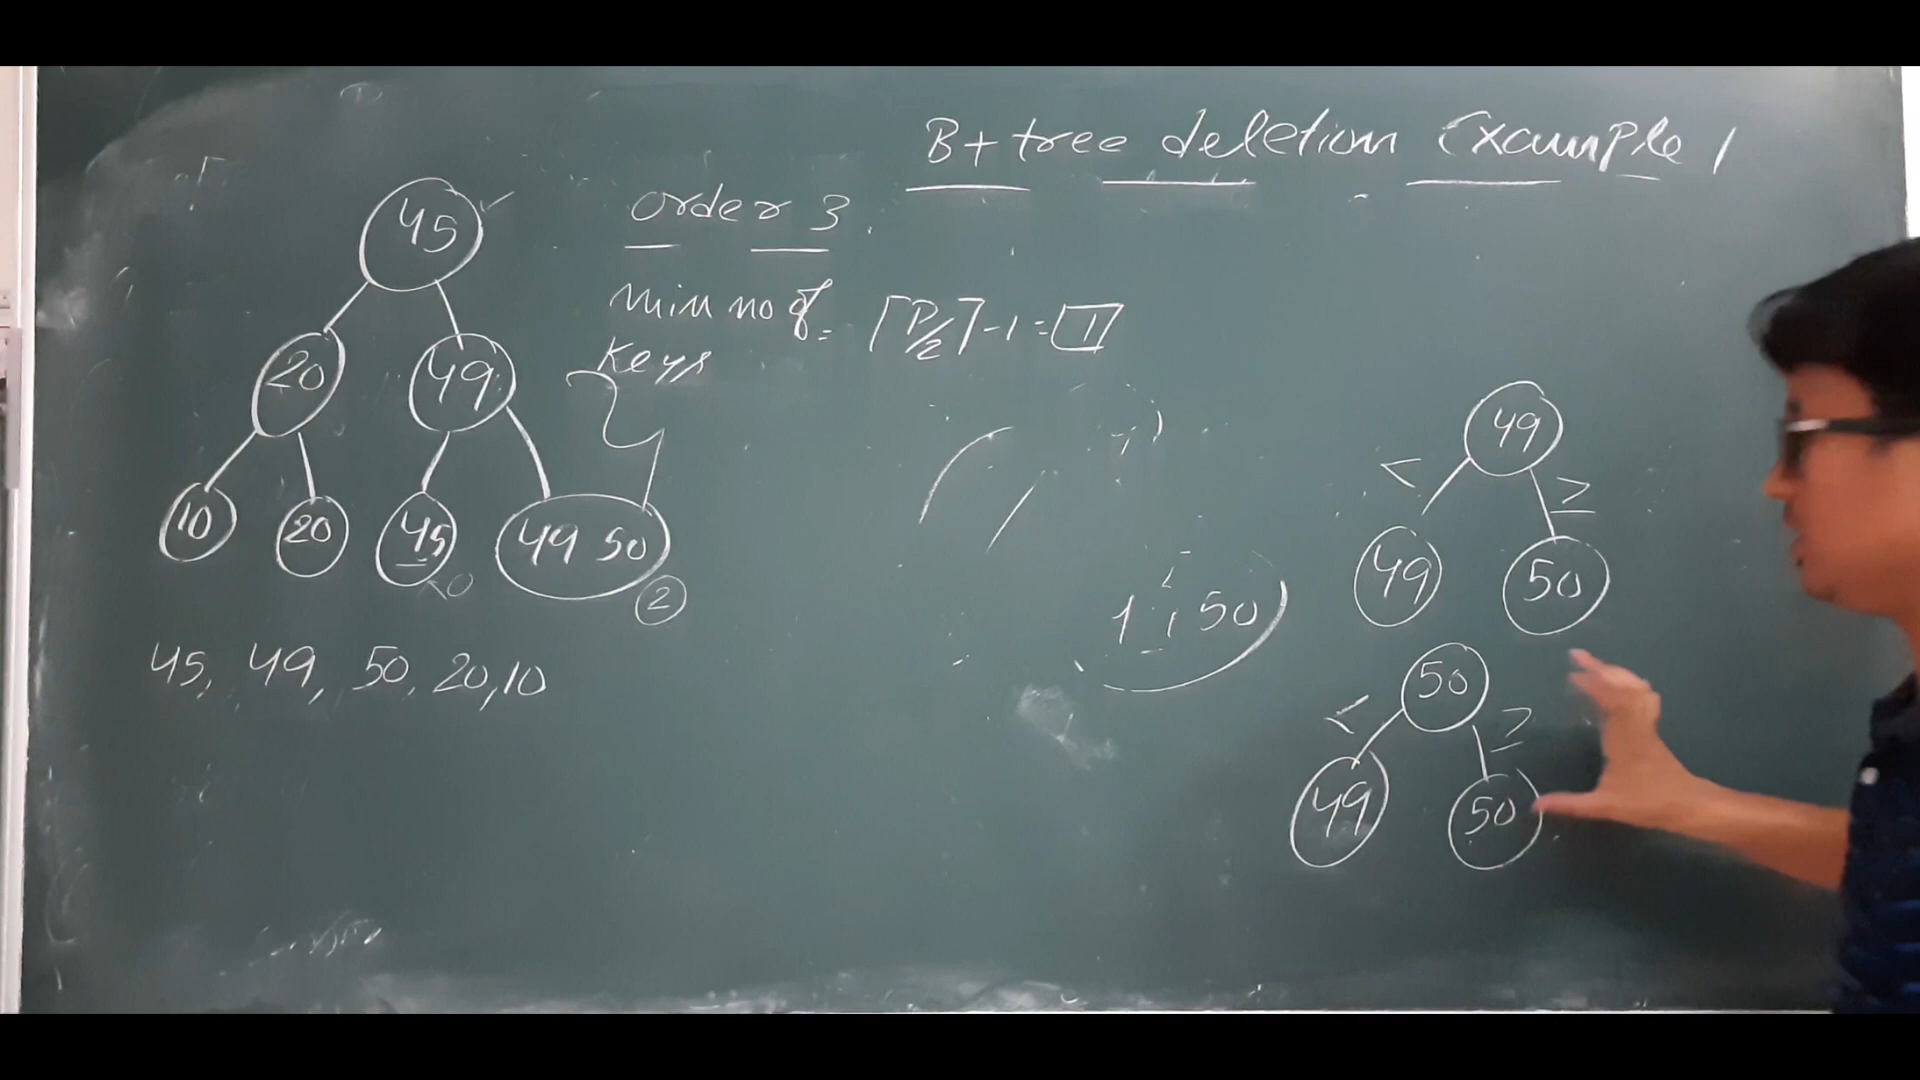 B+ tree deletion Example 1
order 3.
min no of keys = ⌈P/2⌉-1 = 1
45
20 49
10 20 45 49 50
0 2
45, 49, 50, 20, 10
50
49
< ≥
49 50
50
< ≥
49 50